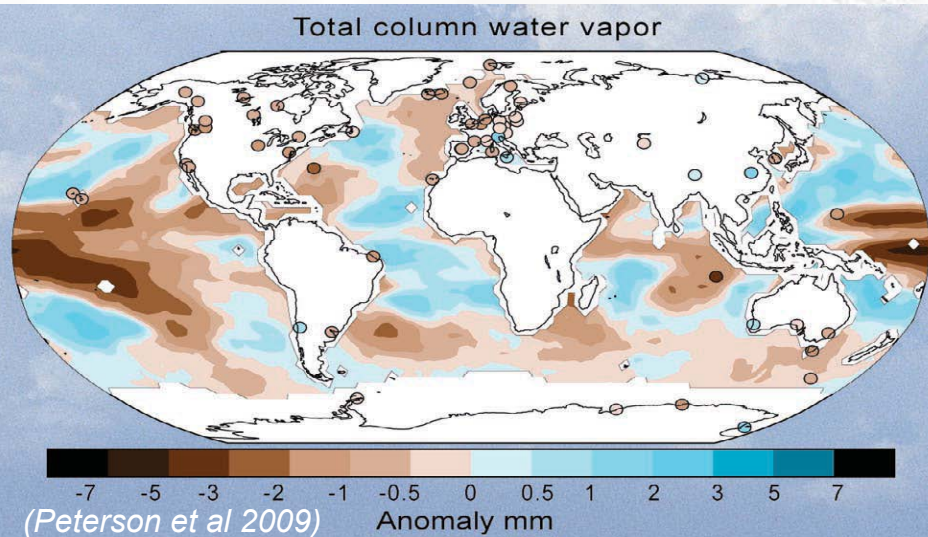 Total column water vapor
-7 -5 -3 -2 -1 -0.5 0 0.5 1 2 3 5 7
(Peterson et al 2009) Anomaly mm